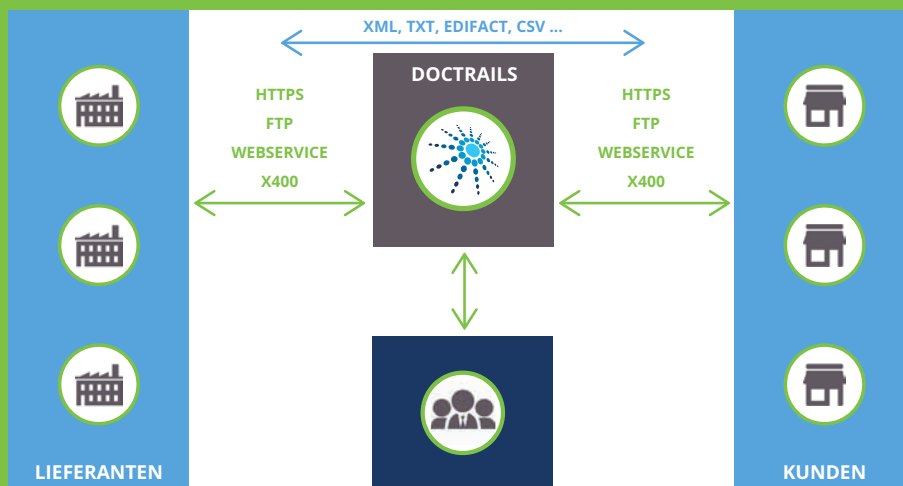 XML, TXT, EDIFACT, CSV ...
DOCTRAILS
HTTPS
FTP
WEBSERVICE
X400
HTTPS
FTP
WEBSERVICE
X400
LIEFERANTEN
KUNDEN